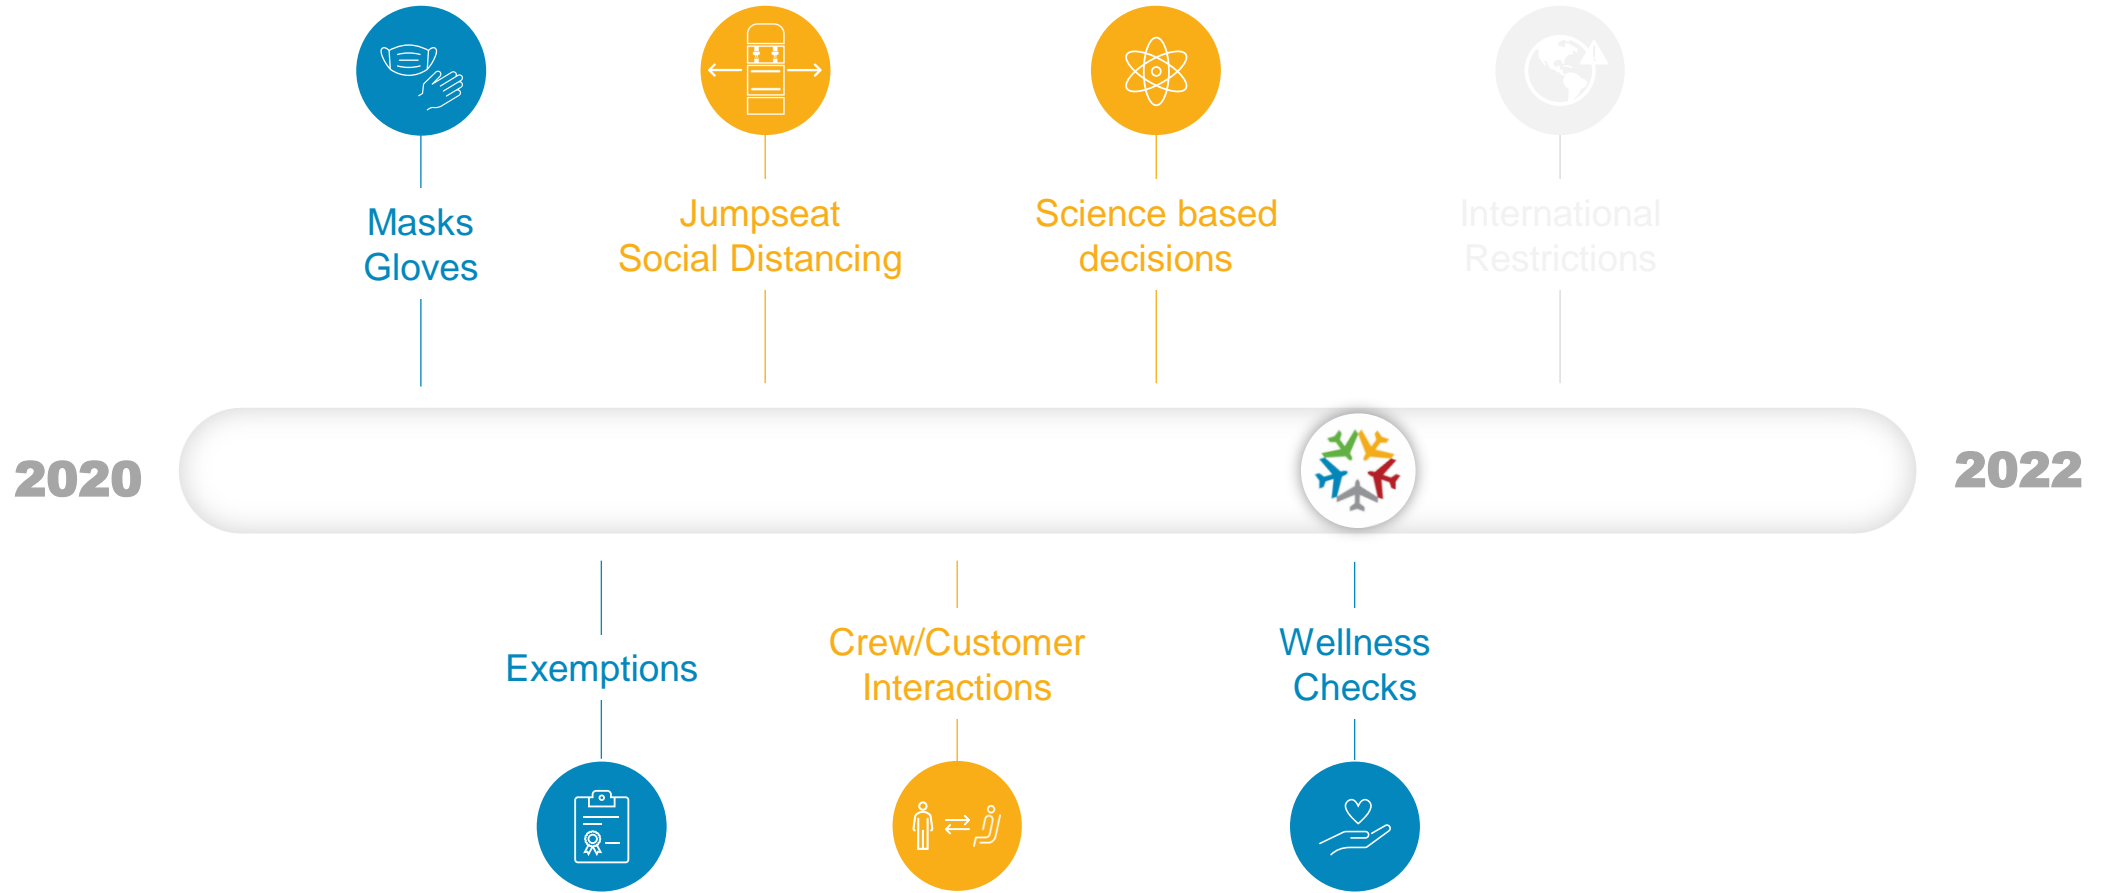 Masks
Gloves
Jumpseat
Social Distancing
Science based
decisions
International
Restrictions
2020
2022
Exemptions
Crew/Customer
Interactions
Wellness
Checks